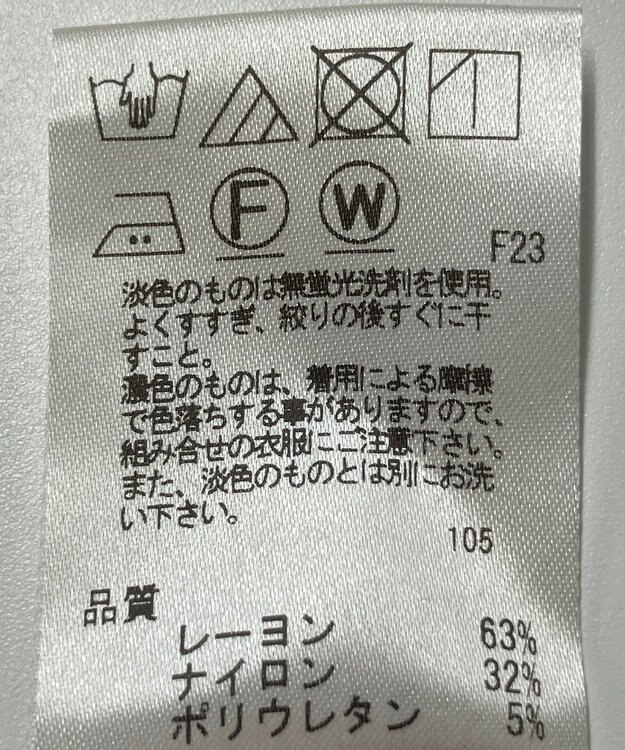 F W
F23
淡色のものは無蛍光洗剤を使用。
よくすすぎ、絞りの後すぐに干
すこと。
濃色のものは、着用による摩擦
で色落ちする事がありますので、
組み合せの衣服にご注意下さい。
また、淡色のものとは別にお洗
い下さい。
105
品質
レーヨン 63%
ナイロン 32%
ポリウレタン 5%